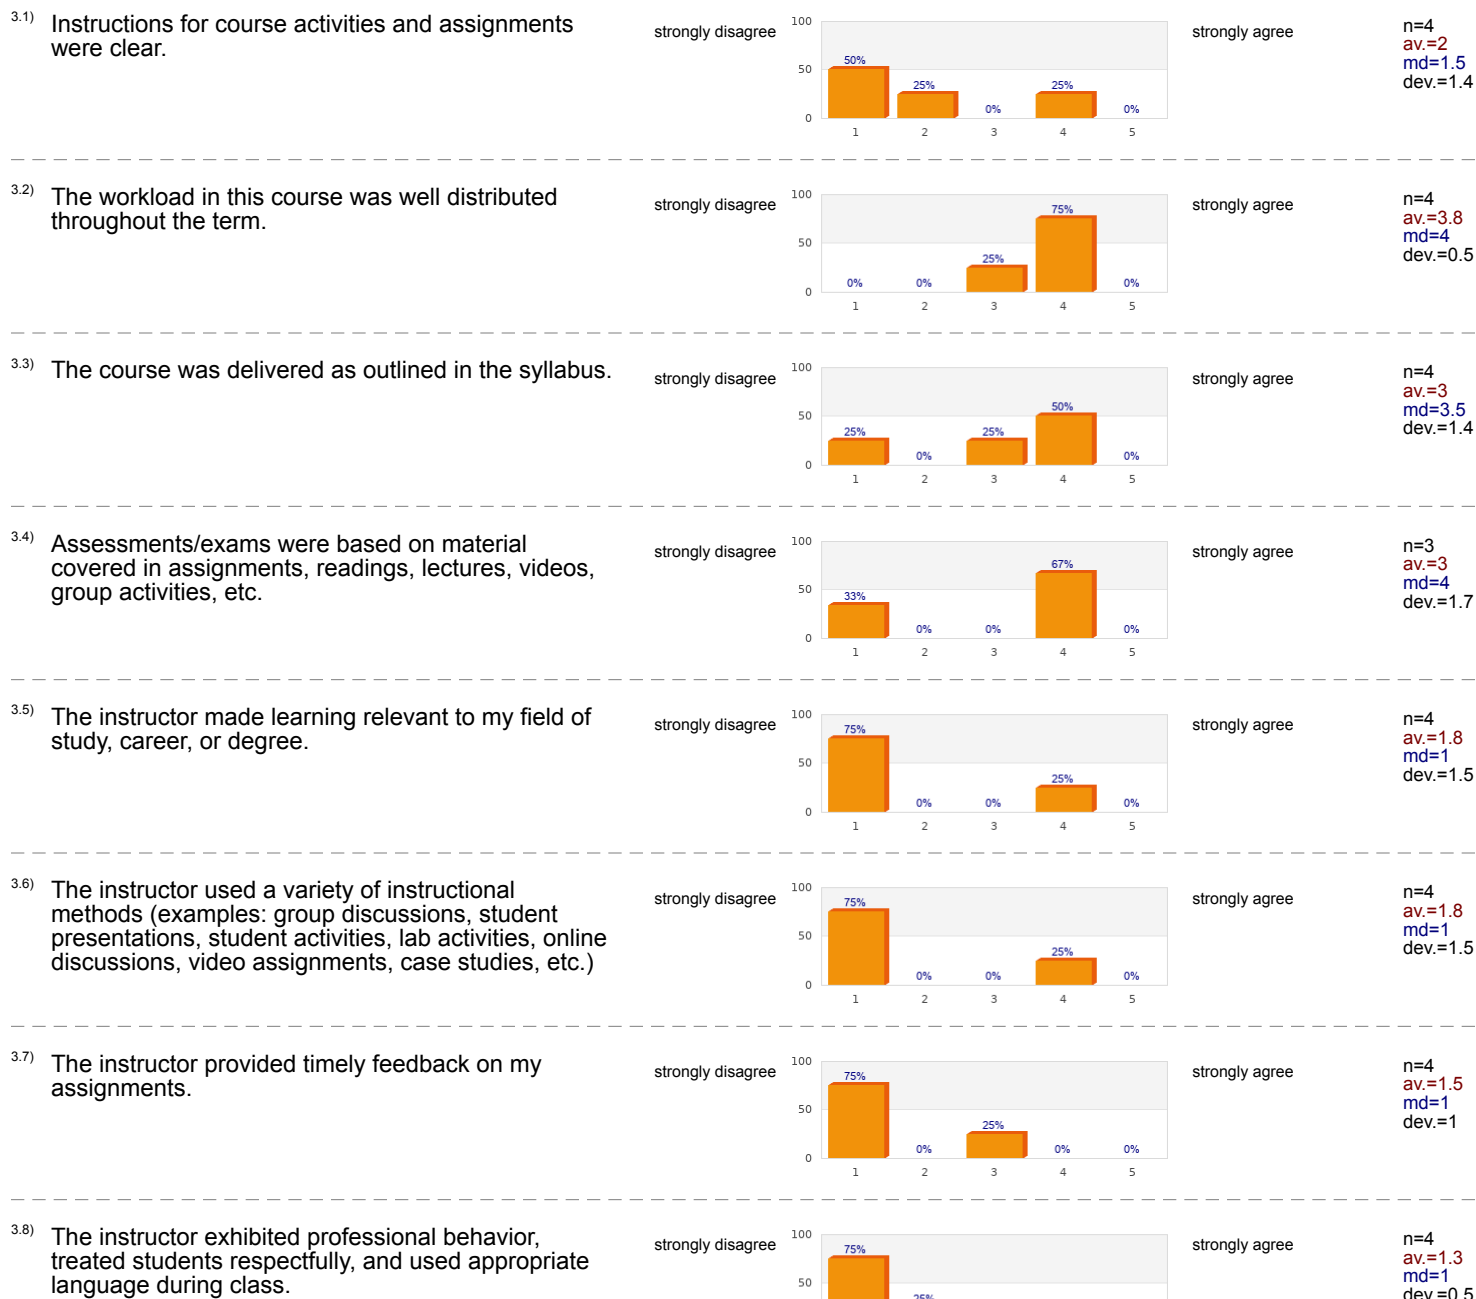 3.1) Instructions for course activities and assignments
were clear.
strongly disagree
100
50
0
50%
25%
0%
25%
0%
1 2 3 4 5
strongly agree
n=4
av.=2
md=1.5
dev.=1.4
3.2) The workload in this course was well distributed
throughout the term.
strongly disagree
100
50
0
0%
0%
25%
75%
0%
1 2 3 4 5
strongly agree
n=4
av.=3.8
md=4
dev.=0.5
3.3) The course was delivered as outlined in the syllabus.
strongly disagree
100
50
0
25%
0%
25%
50%
0%
1 2 3 4 5
strongly agree
n=4
av.=3
md=3.5
dev.=1.4
3.4) Assessments/exams were based on material
covered in assignments, readings, lectures, videos,
group activities, etc.
strongly disagree
100
50
0
33%
0%
0%
67%
0%
1 2 3 4 5
strongly agree
n=3
av.=3
md=4
dev.=1.7
3.5) The instructor made learning relevant to my field of
study, career, or degree.
strongly disagree
100
50
0
75%
0%
0%
25%
0%
1 2 3 4 5
strongly agree
n=4
av.=1.8
md=1
dev.=1.5
3.6) The instructor used a variety of instructional
methods (examples: group discussions, student
presentations, student activities, lab activities, online
discussions, video assignments, case studies, etc.)
strongly disagree
100
50
0
75%
0%
0%
25%
0%
1 2 3 4 5
strongly agree
n=4
av.=1.8
md=1
dev.=1.5
3.7) The instructor provided timely feedback on my
assignments.
strongly disagree
100
50
0
75%
0%
25%
0%
0%
1 2 3 4 5
strongly agree
n=4
av.=1.5
md=1
dev.=1
3.8) The instructor exhibited professional behavior,
treated students respectfully, and used appropriate
language during class.
strongly disagree
100
50
75%
25%
strongly agree
n=4
av.=1.3
md=1
dev.=0.5